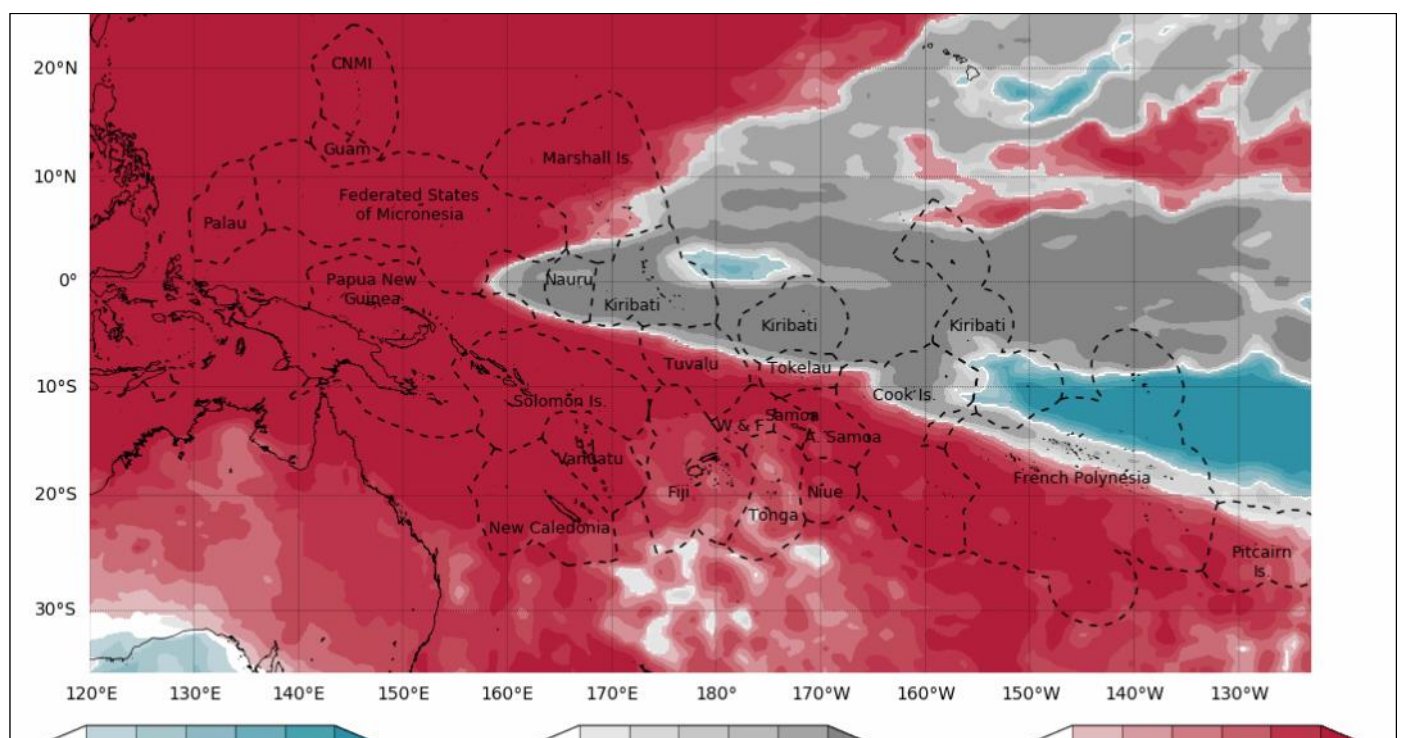 20°N
10°N
0°
10°S
20°S
30°S
CNMI
Guam
Marshall Is.
Federated States
of Micronesia
Palau
Papua New
Guinea
Nauru
Kiribati
Kiribati
Kiribati
Tuvalu
Tokelau
Solomon Is.
Cook Is.
Samoa
W & F
A. Samoa
Vanuatu
French Polynesia
Fiji
Niue
Tonga
New Caledonia
Pitcairn
Is.
120°E 130°E 140°E 150°E 160°E 170°E 180° 170°W 160°W 150°W 140°W 130°W